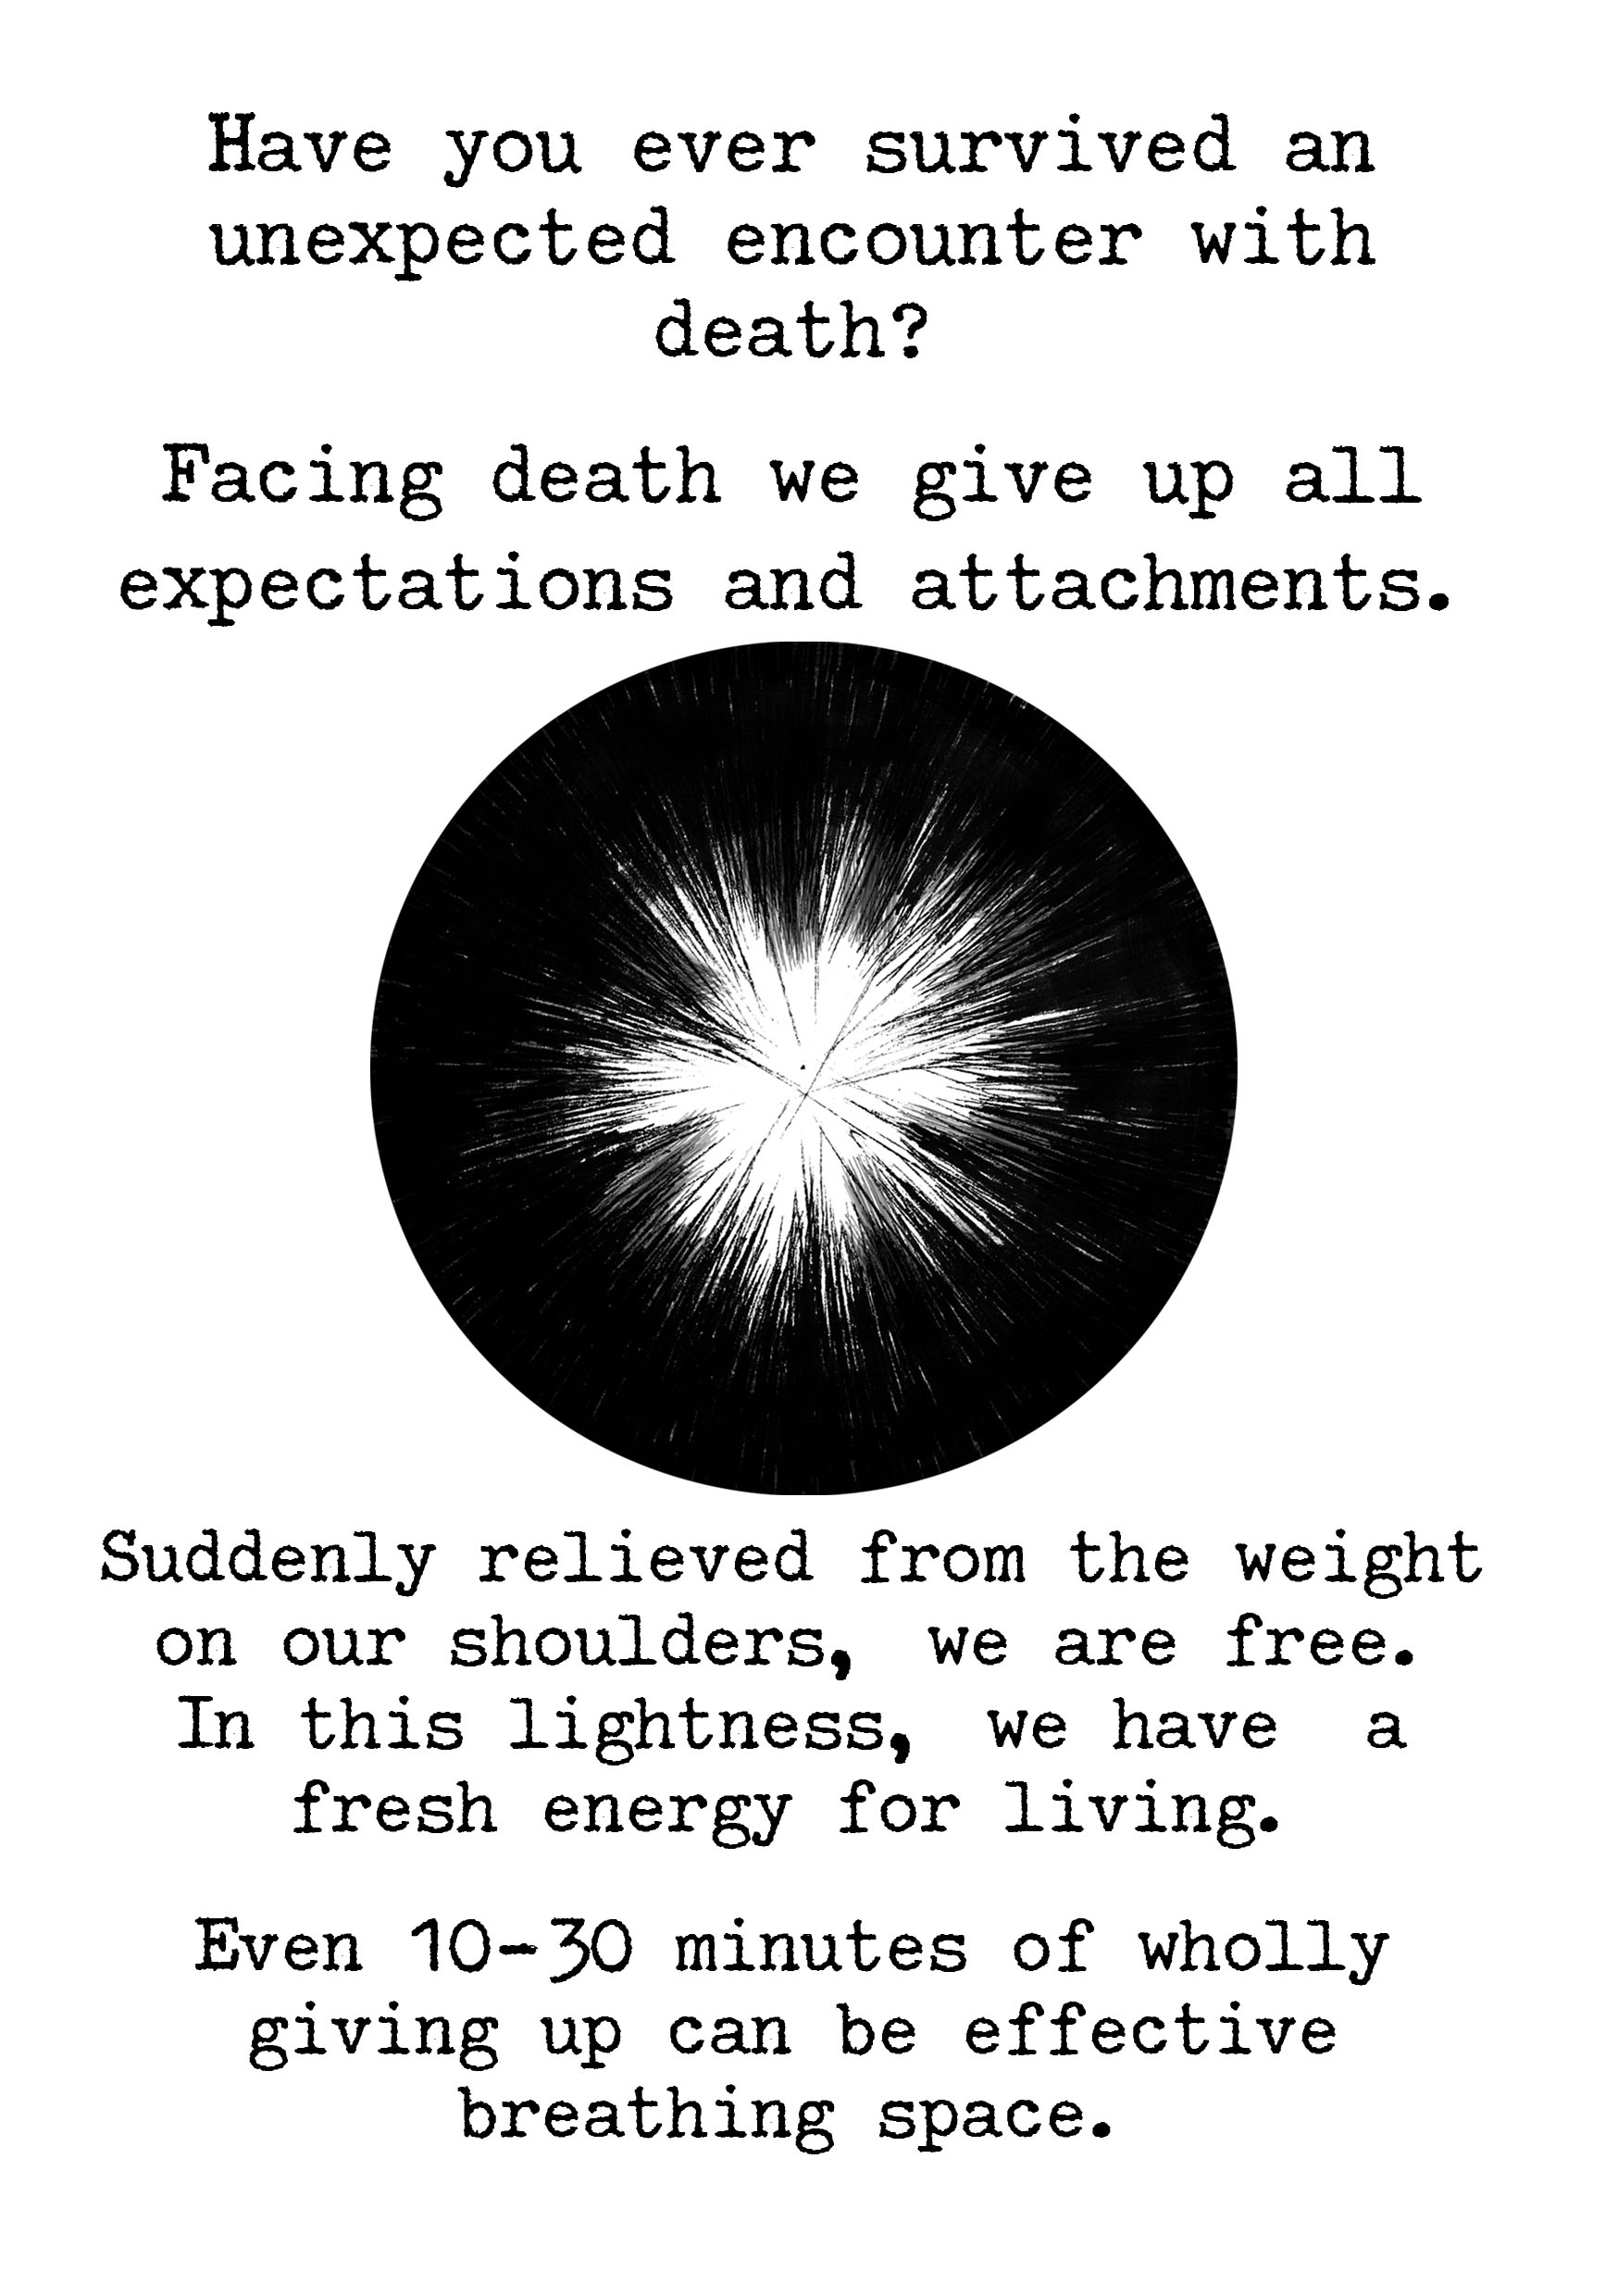 Have you ever survived an
unexpected encounter with
death?
Facing death we give up all
expectations and attachments.
Suddenly relieved from the weight
on our shoulders, we are free.
In this lightness, we have a
fresh energy for living.
Even 10-30 minutes of wholly
giving up can be effective
breathing space.